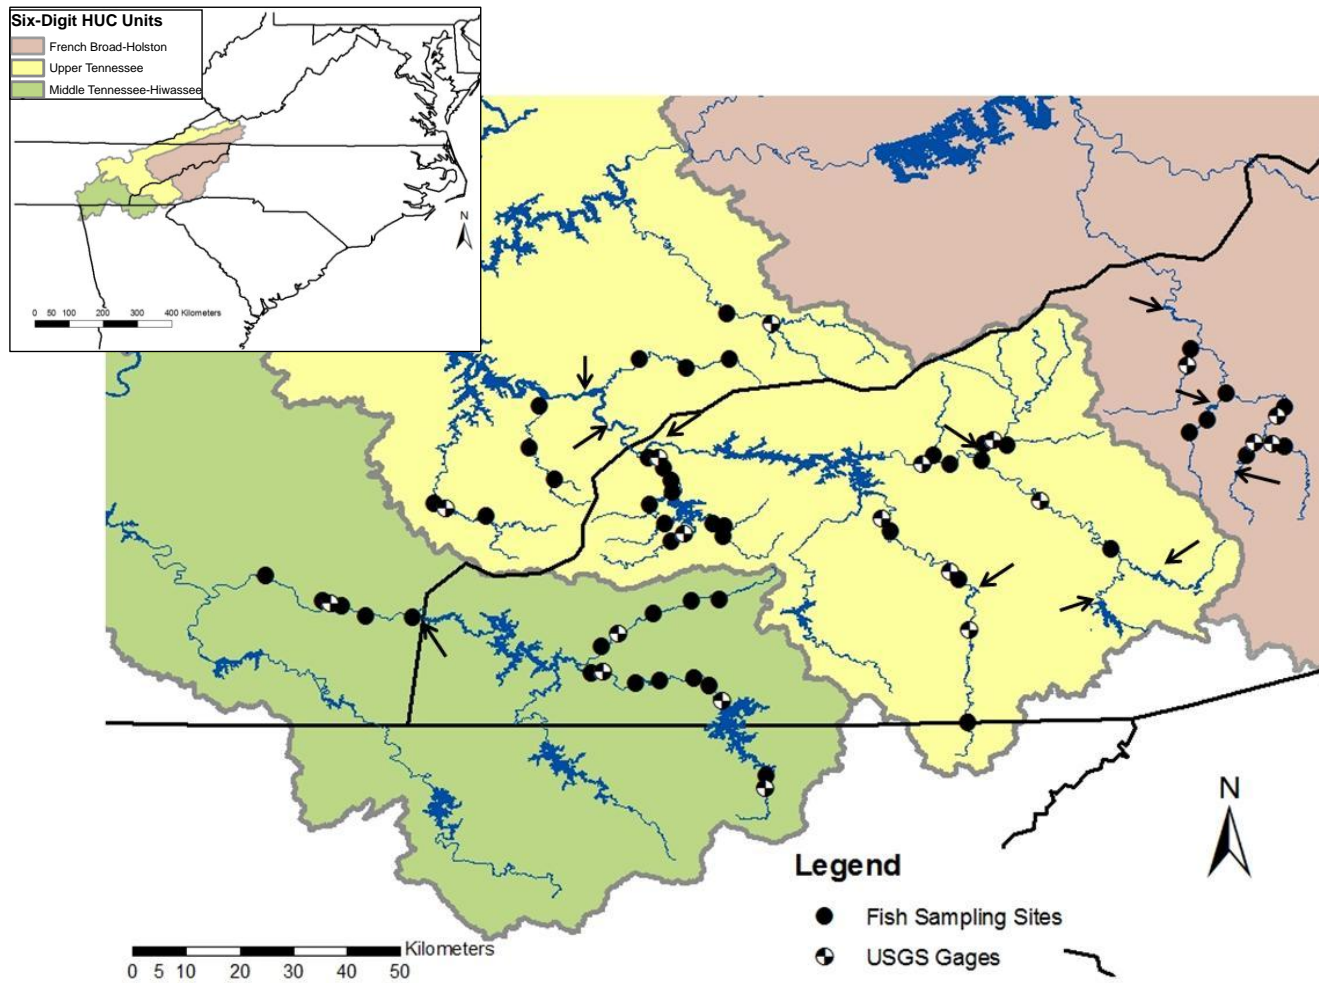 Six-Digit HUC Units
French Broad-Holston
Upper Tennessee
Middle Tennessee-Hiwassee
N
0 50 100 200 300 400 Kilometers
N
Legend
Fish Sampling Sites
USGS Gages
Kilometers
0 5 10 20 30 40 50